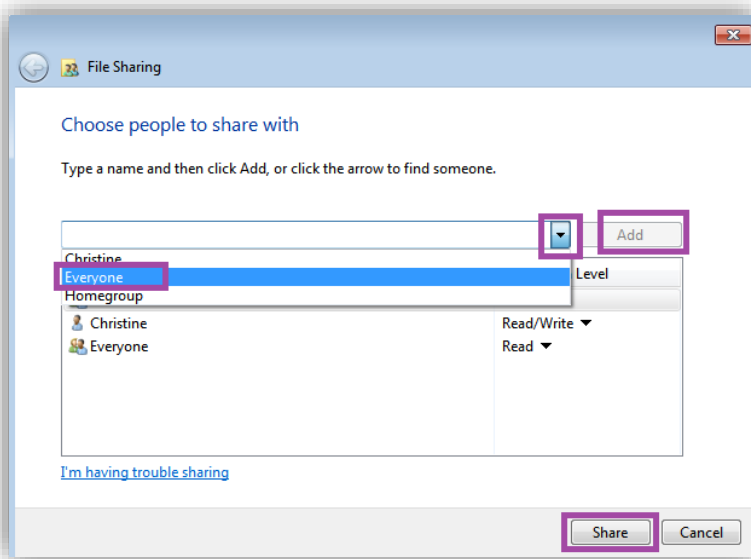 File Sharing
Choose people to share with
Type a name and then click Add, or click the arrow to find someone.
Add
Christine
Everyone
Level
Homegroup
Christine Read/Write
Everyone Read
I'm having trouble sharing
Share Cancel